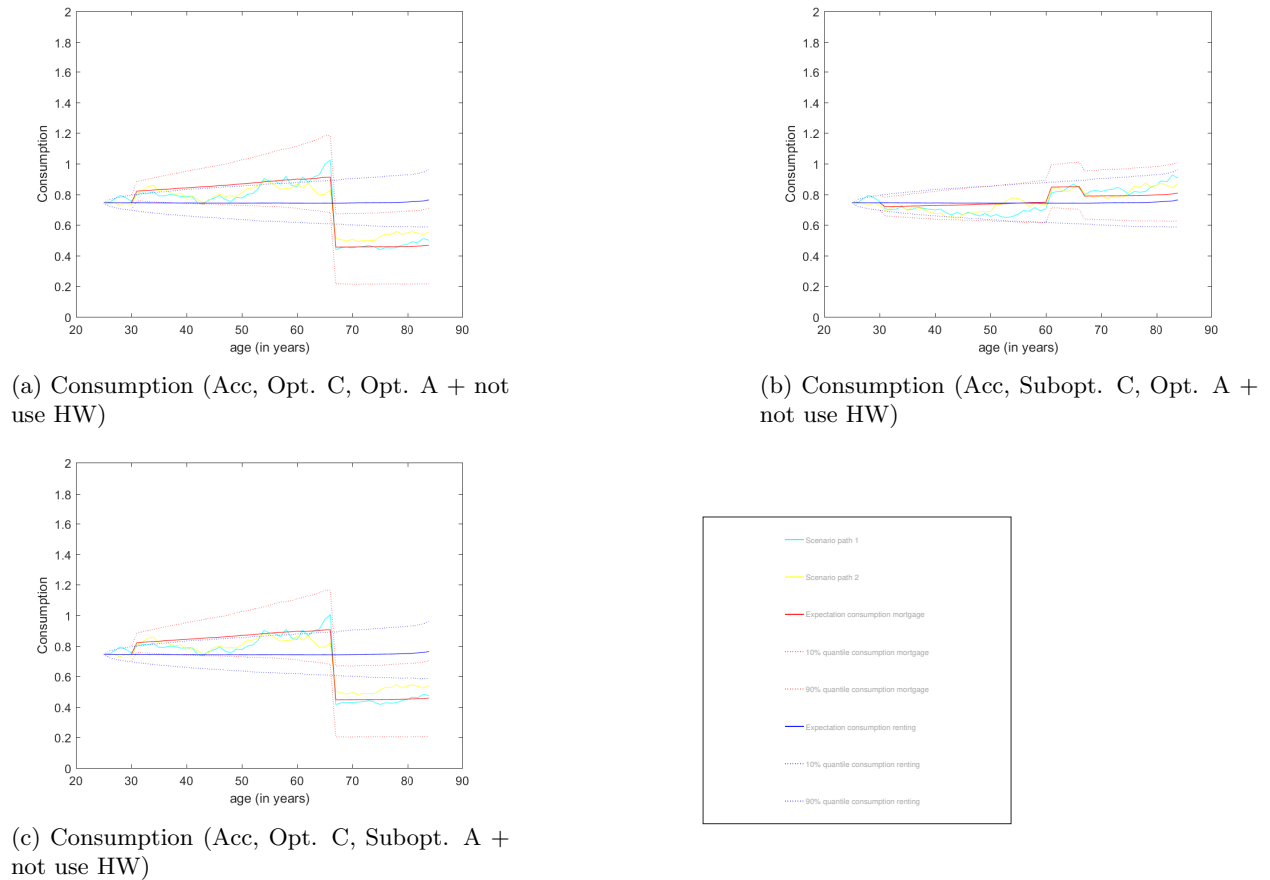 2
1.8
1.6
1.4
1.2
1
0.8
0.6
0.4
0.2
0
Consumption
20 30 40 50 60 70 80 90
age (in years)
(a) Consumption (Acc, Opt. C, Opt. A + not
use HW)
2
1.8
1.6
1.4
1.2
1
0.8
0.6
0.4
0.2
0
Consumption
20 30 40 50 60 70 80 90
age (in years)
(b) Consumption (Acc, Subopt. C, Opt. A +
not use HW)
2
1.8
1.6
1.4
1.2
1
0.8
0.6
0.4
0.2
0
Consumption
20 30 40 50 60 70 80 90
age (in years)
(c) Consumption (Acc, Opt. C, Subopt. A +
not use HW)
Scenario path 1
Scenario path 2
Expectation consumption mortgage
10% quantile consumption mortgage
90% quantile consumption mortgage
Expectation consumption renting
10% quantile consumption renting
90% quantile consumption renting